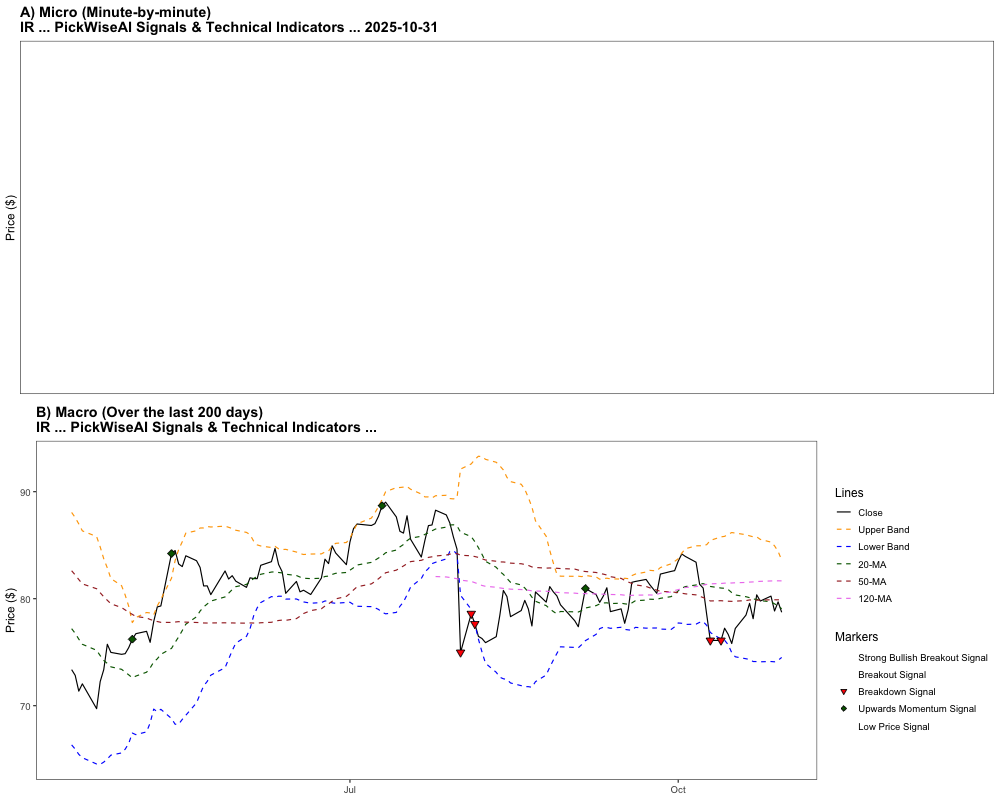 A) Micro (Minute-by-minute)
IR ... PickWiseAI Signals & Technical Indicators ... 2025-10-31
Price ($)
B) Macro (Over the last 200 days)
IR ... PickWiseAI Signals & Technical Indicators ...
Price ($)
90
80
70
Jul
Oct
Lines
Close
Upper Band
Lower Band
20-MA
50-MA
120-MA
Markers
Strong Bullish Breakout Signal
Breakout Signal
Breakdown Signal
Upwards Momentum Signal
Low Price Signal